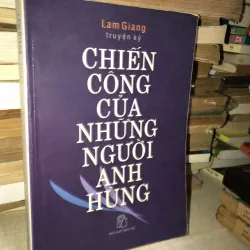 Lam Giang
truyện ký
CHIẾN
CÔNG
CỦA
NHỮNG
NGƯỜI
ANH
HÙNG